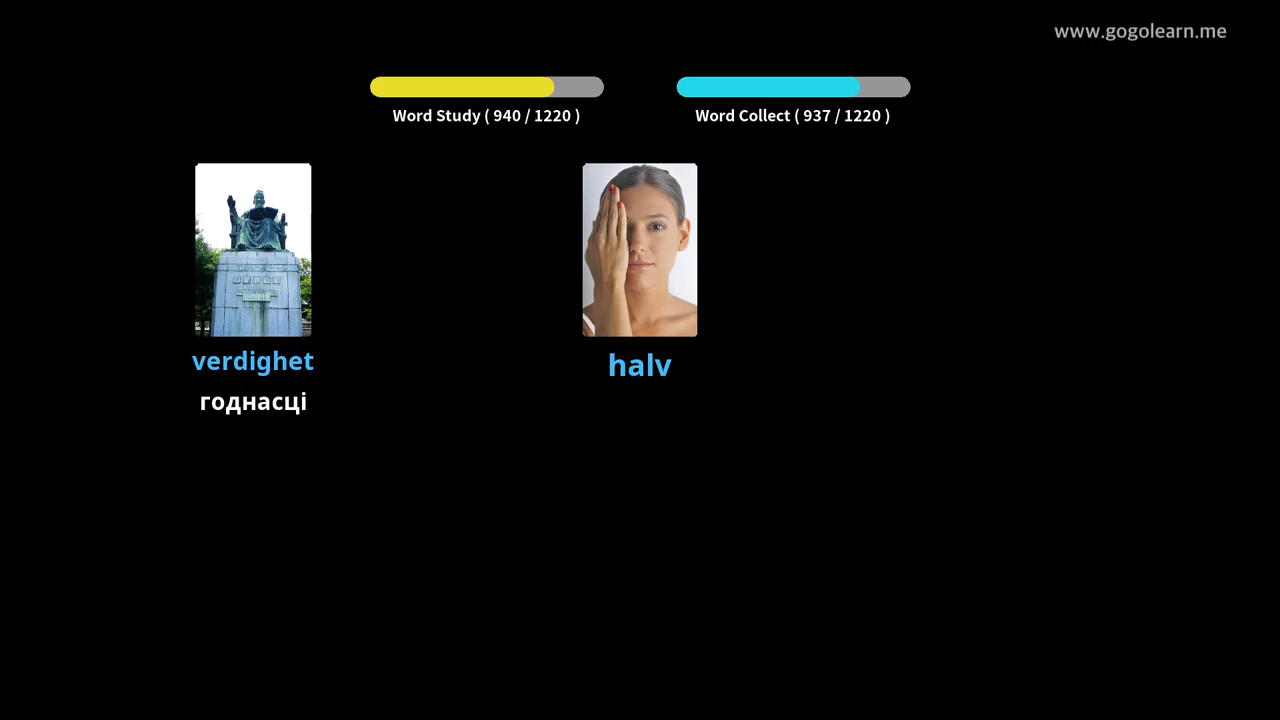 www.gogolearn.me
Word Study ( 940 / 1220 )
Word Collect ( 937 / 1220 )
verdighet
годнасці
halv